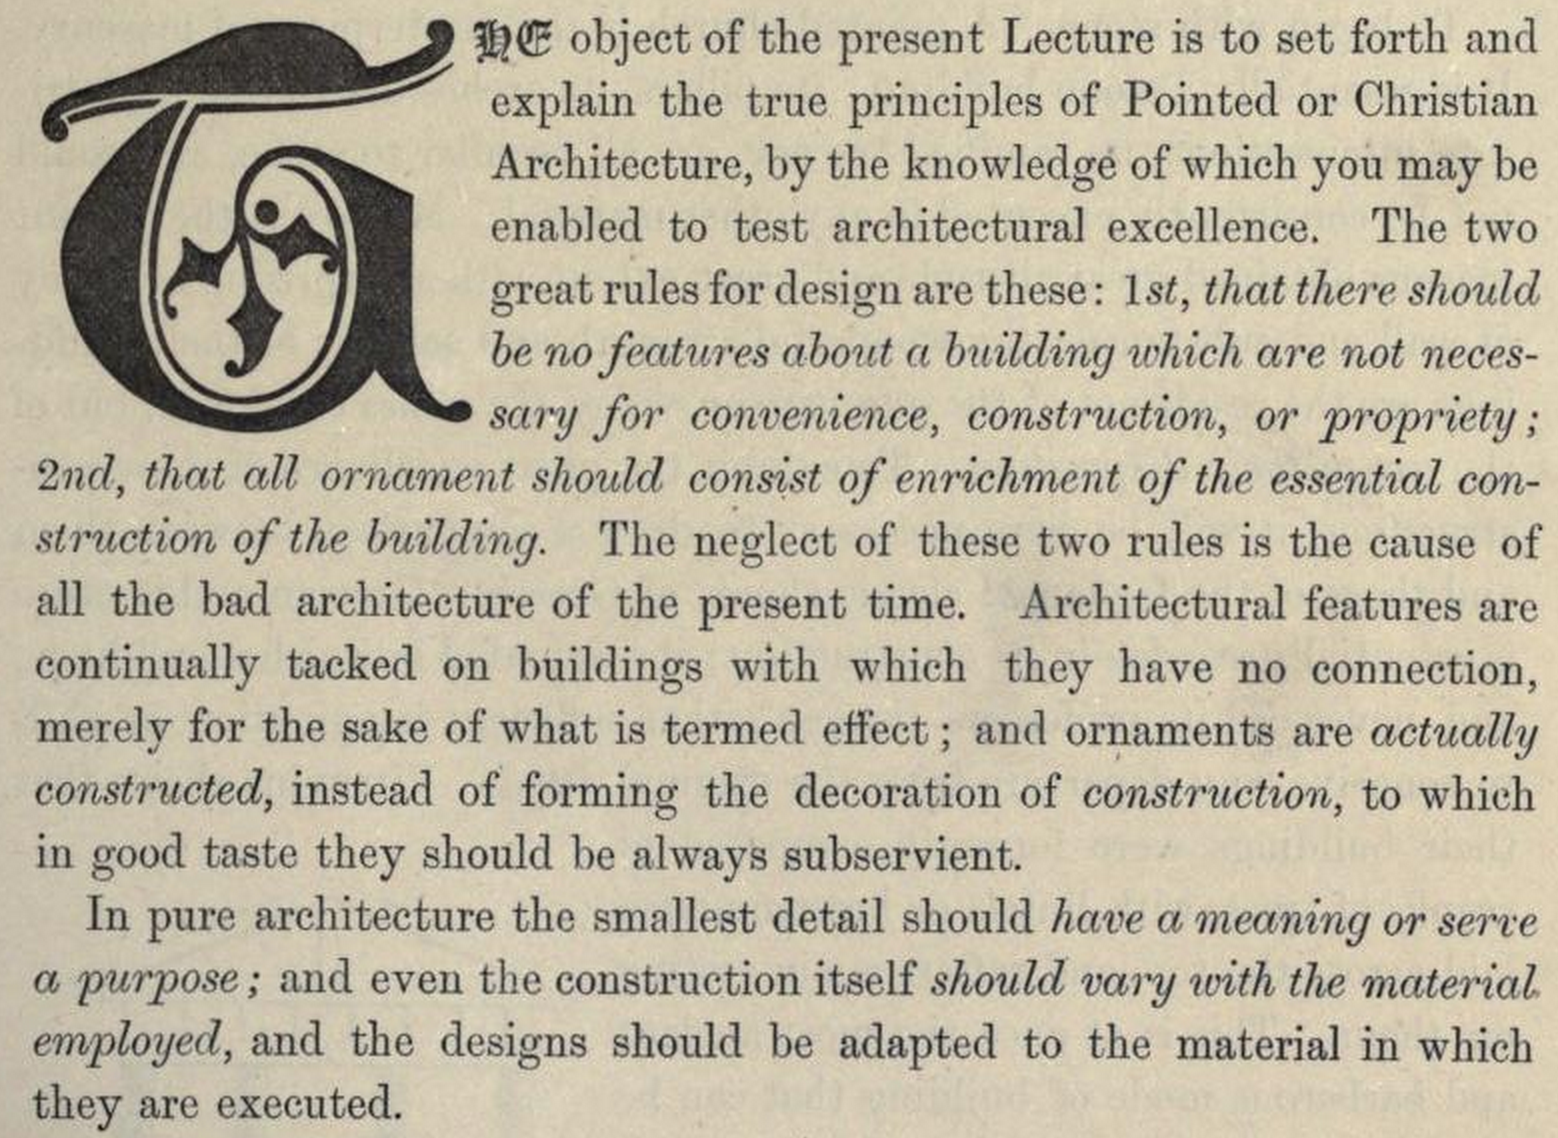 THE object of the present Lecture is to set forth and
explain the true principles of Pointed or Christian
Architecture, by the knowledge of which you may be
enabled to test architectural excellence. The two
great rules for design are these: 1st, that there should
be no features about a building which are not neces-
sary for convenience, construction, or propriety;
2nd, that all ornament should consist of enrichment of the essential con-
struction of the building. The neglect of these two rules is the cause of
all the bad architecture of the present time. Architectural features are
continually tacked on buildings with which they have no connection,
merely for the sake of what is termed effect; and ornaments are actually
constructed, instead of forming the decoration of construction, to which
in good taste they should be always subservient.
In pure architecture the smallest detail should have a meaning or serve
a purpose; and even the construction itself should vary with the material
employed, and the designs should be adapted to the material in which
they are executed.